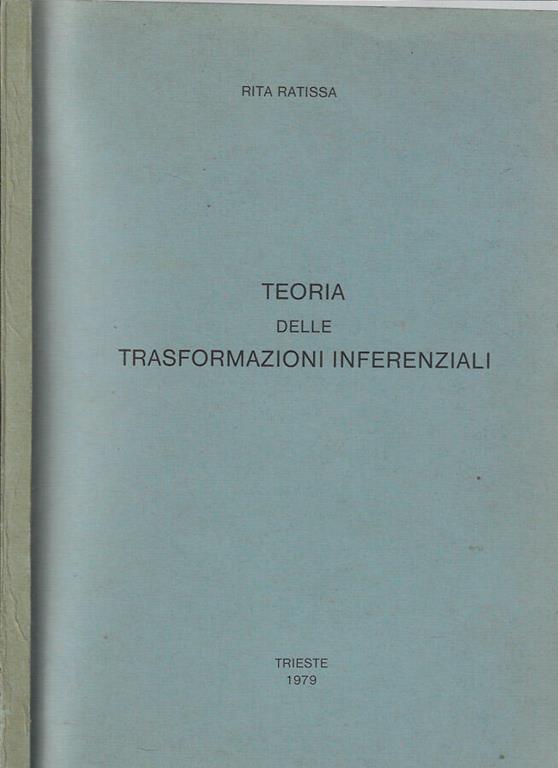 RITA RATISSA
TEORIA
DELLE
TRASFORMAZIONI INFERENZIALI
TRIESTE
1979